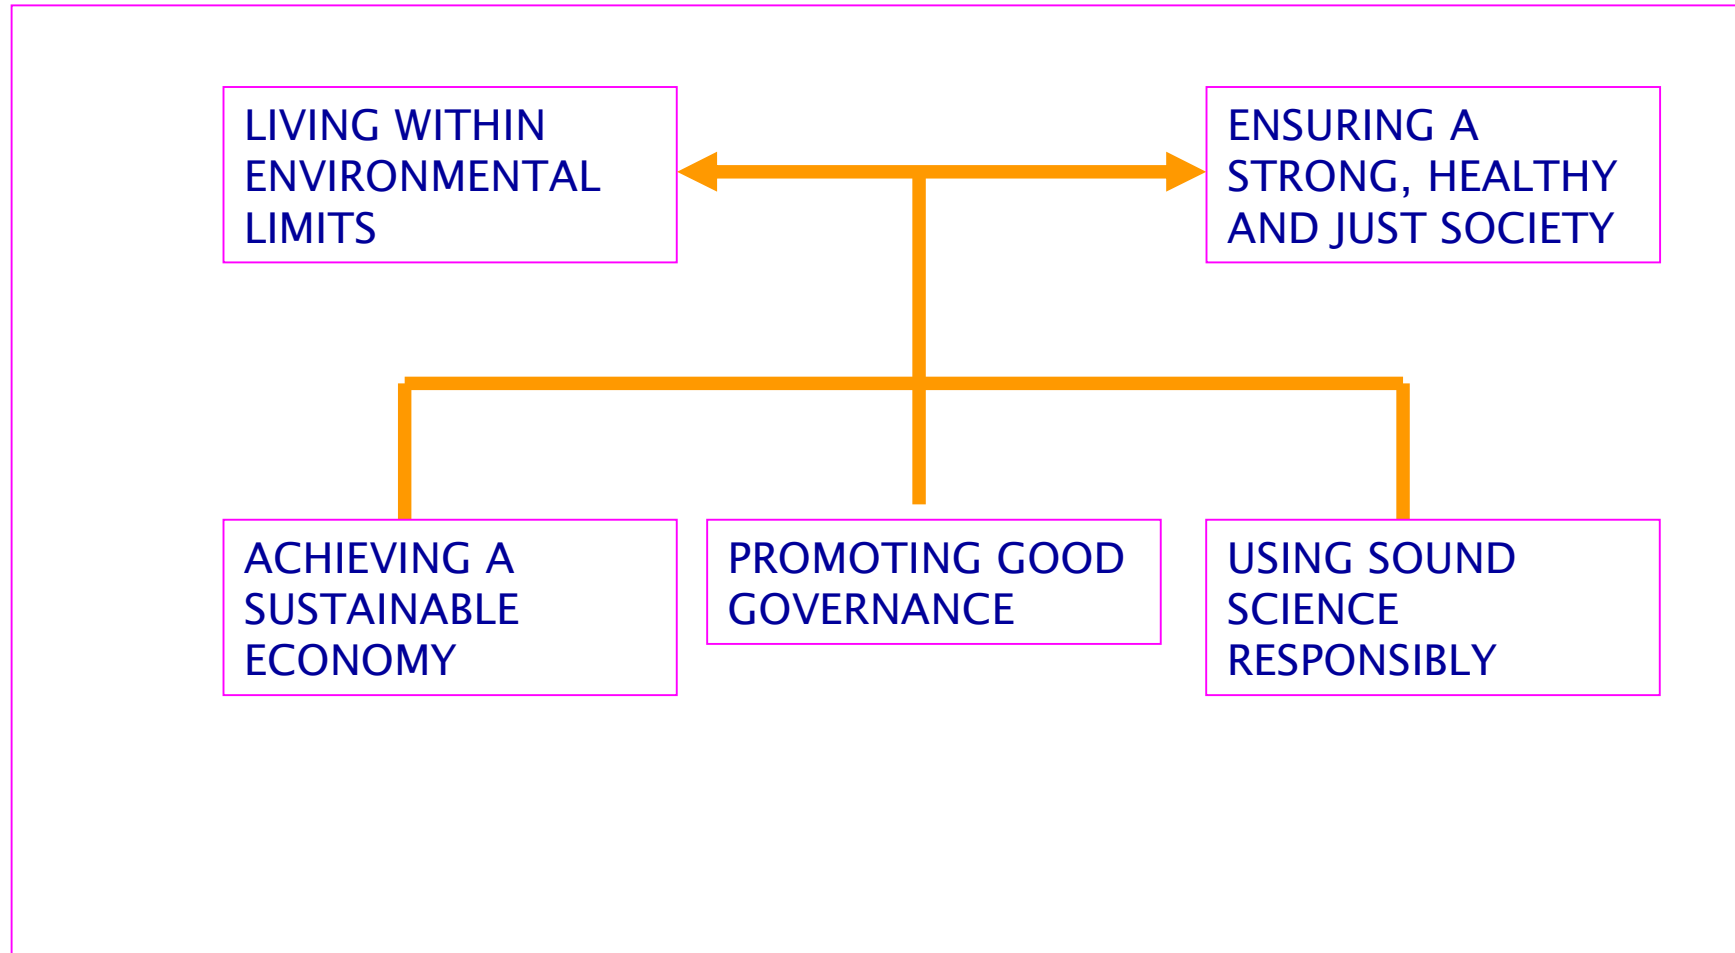 LIVING WITHIN
ENVIRONMENTAL
LIMITS
ENSURING A
STRONG, HEALTHY
AND JUST SOCIETY
ACHIEVING A
SUSTAINABLE
ECONOMY
PROMOTING GOOD
GOVERNANCE
USING SOUND
SCIENCE
RESPONSIBLY